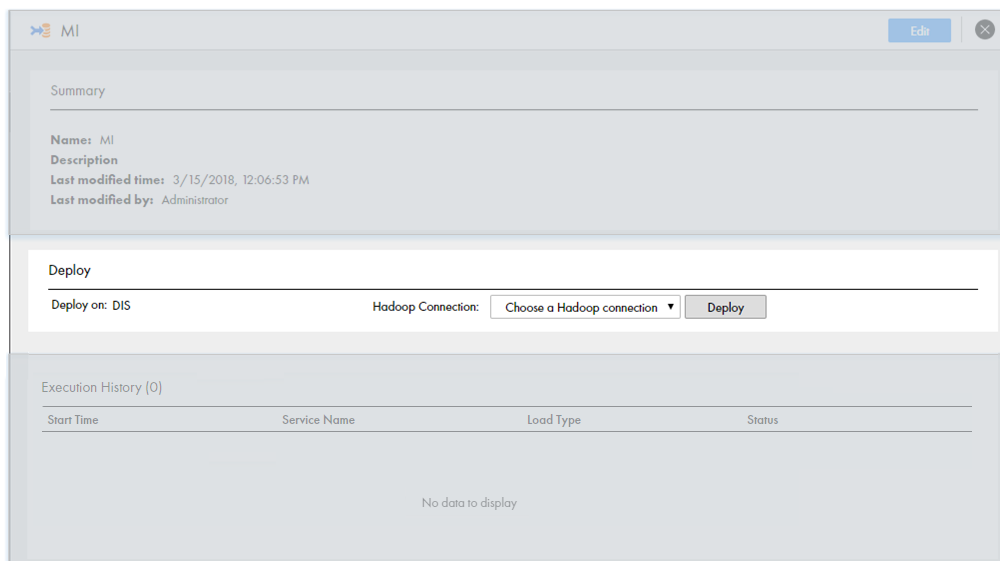 MI
Edit
Summary
Name: MI
Description
Last modified time: 3/15/2018, 12:06:53 PM
Last modified by: Administrator
Deploy
Deploy on: DIS Hadoop Connection: Choose a Hadoop connection Deploy
Execution History (0)
Start Time Service Name Load Type Status
No data to display